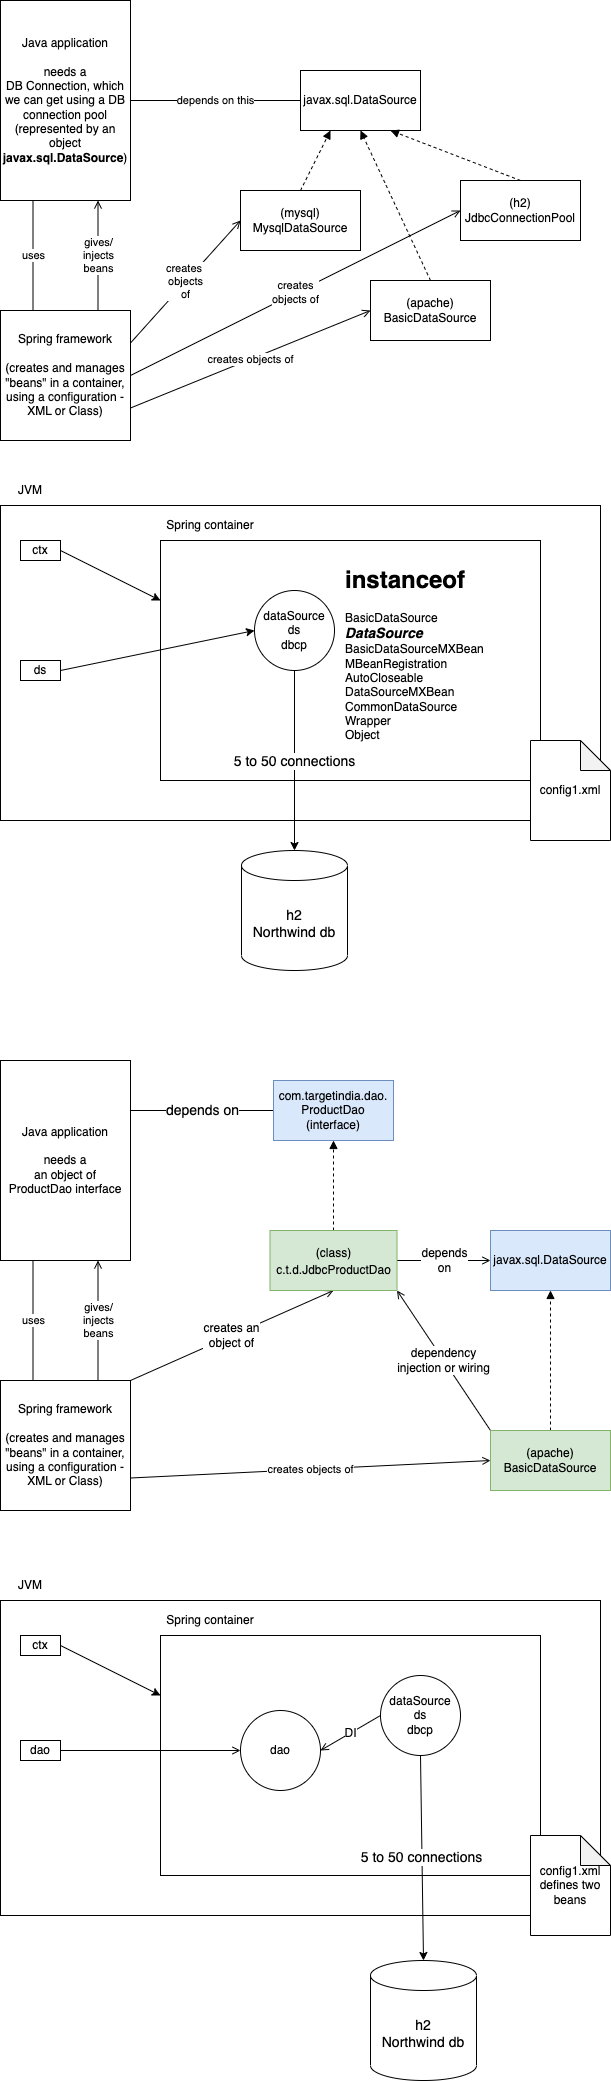 Java application
needs a
DB Connection, which
we can get using a DB
connection pool
(represented by an
object
javax.sql.DataSource)
depends on this
javax.sql.DataSource
(mysql)
MysqlDataSource
(h2)
JdbcConnectionPool
uses
gives/
injects
beans
creates
objects
of
creates
objects of
(apache)
BasicDataSource
creates objects of
Spring framework
(creates and manages
"beans" in a container,
using a configuration -
XML or Class)
JVM
Spring container
ctx
ds
dataSource
ds
dbcp
instanceof
BasicDataSource
DataSource
BasicDataSourceMXBean
MBeanRegistration
AutoCloseable
DataSourceMXBean
CommonDataSource
Wrapper
Object
5 to 50 connections
config1.xml
h2
Northwind db
Java application
needs a
an object of
ProductDao interface
depends on
com.targetindia.dao.
ProductDao
(interface)
(class)
c.t.d.JdbcProductDao
depends
on
javax.sql.DataSource
uses
gives/
injects
beans
creates an
object of
dependency
injection or wiring
Spring framework
(creates and manages
"beans" in a container,
using a configuration -
XML or Class)
creates objects of
(apache)
BasicDataSource
JVM
Spring container
ctx
dao
dao
DI
dataSource
ds
dbcp
5 to 50 connections
config1.xml
defines two
beans
h2
Northwind db